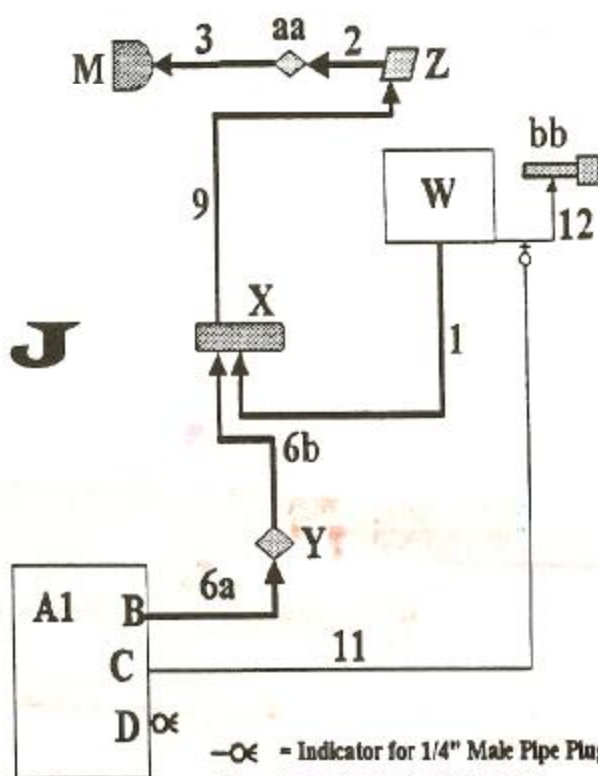 3 aa 2
M Z
bb
9 W
12
X
J 1
6b
Y
6a
A1 B
C 11
D
= Indicator for 1/4" Male Pipe Plug